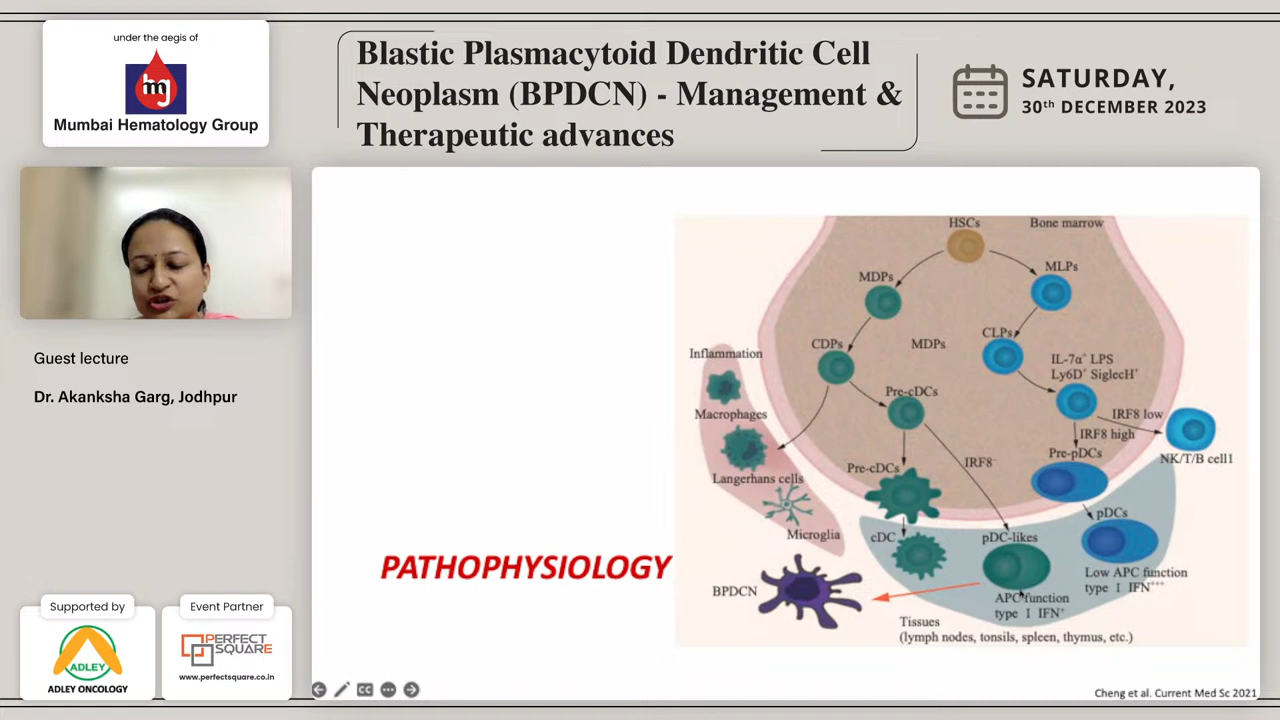 under the aegis of
mg
Mumbai Hematology Group
Blastic Plasmacytoid Dendritic Cell
Neoplasm (BPDCN) - Management &
Therapeutic advances
SATURDAY,
30th DECEMBER 2023
Guest lecture
Dr. Akanksha Garg, Jodhpur
Supported by
ADLEY
ADLEY ONCOLOGY
Event Partner
PERFECT
SQUARE
www.perfectsquare.co.in
PATHOPHYSIOLOGY
HSCs
Bone marrow
MDPs
MLPs
CDPs
MDPs
CLPs
Inflammation
IL-7α+ LPS
Ly6D+ SiglecH+
Pre-cDCs
Macrophages
IRF8 low
IRF8 high
Pre-cDCs
IRF8-
Pre-pDCs
NK/T/B cell1
Langerhans cells
Microglia
cDC
pDC-likes
pDCs
BPDCN
Low APC function
type I IFN+++
APC function
type I IFN+
Tissues
(lymph nodes, tonsils, spleen, thymus, etc.)
CC
Cheng et al. Current Med Sc 2021